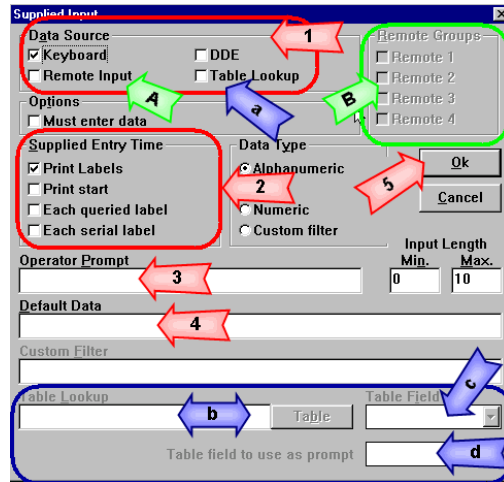 Supplied Input
Data Source
1
Remote Groups
Keyboard
DDE
Remote 1
Remote Input
Table Lookup
Remote 2
A
a
B
Remote 3
Options
Remote 4
Must enter data
Supplied Entry Time
Data Type
Print Labels
Alphanumeric
5
Ok
Print start
2
Each queried label
Numeric
Cancel
Each serial label
Custom filter
Input Length
Operator Prompt
Min.
Max.
3
0
10
Default Data
4
Custom Filter
c
Table Lookup
Table Field
b
Table
Table field to use as prompt
d